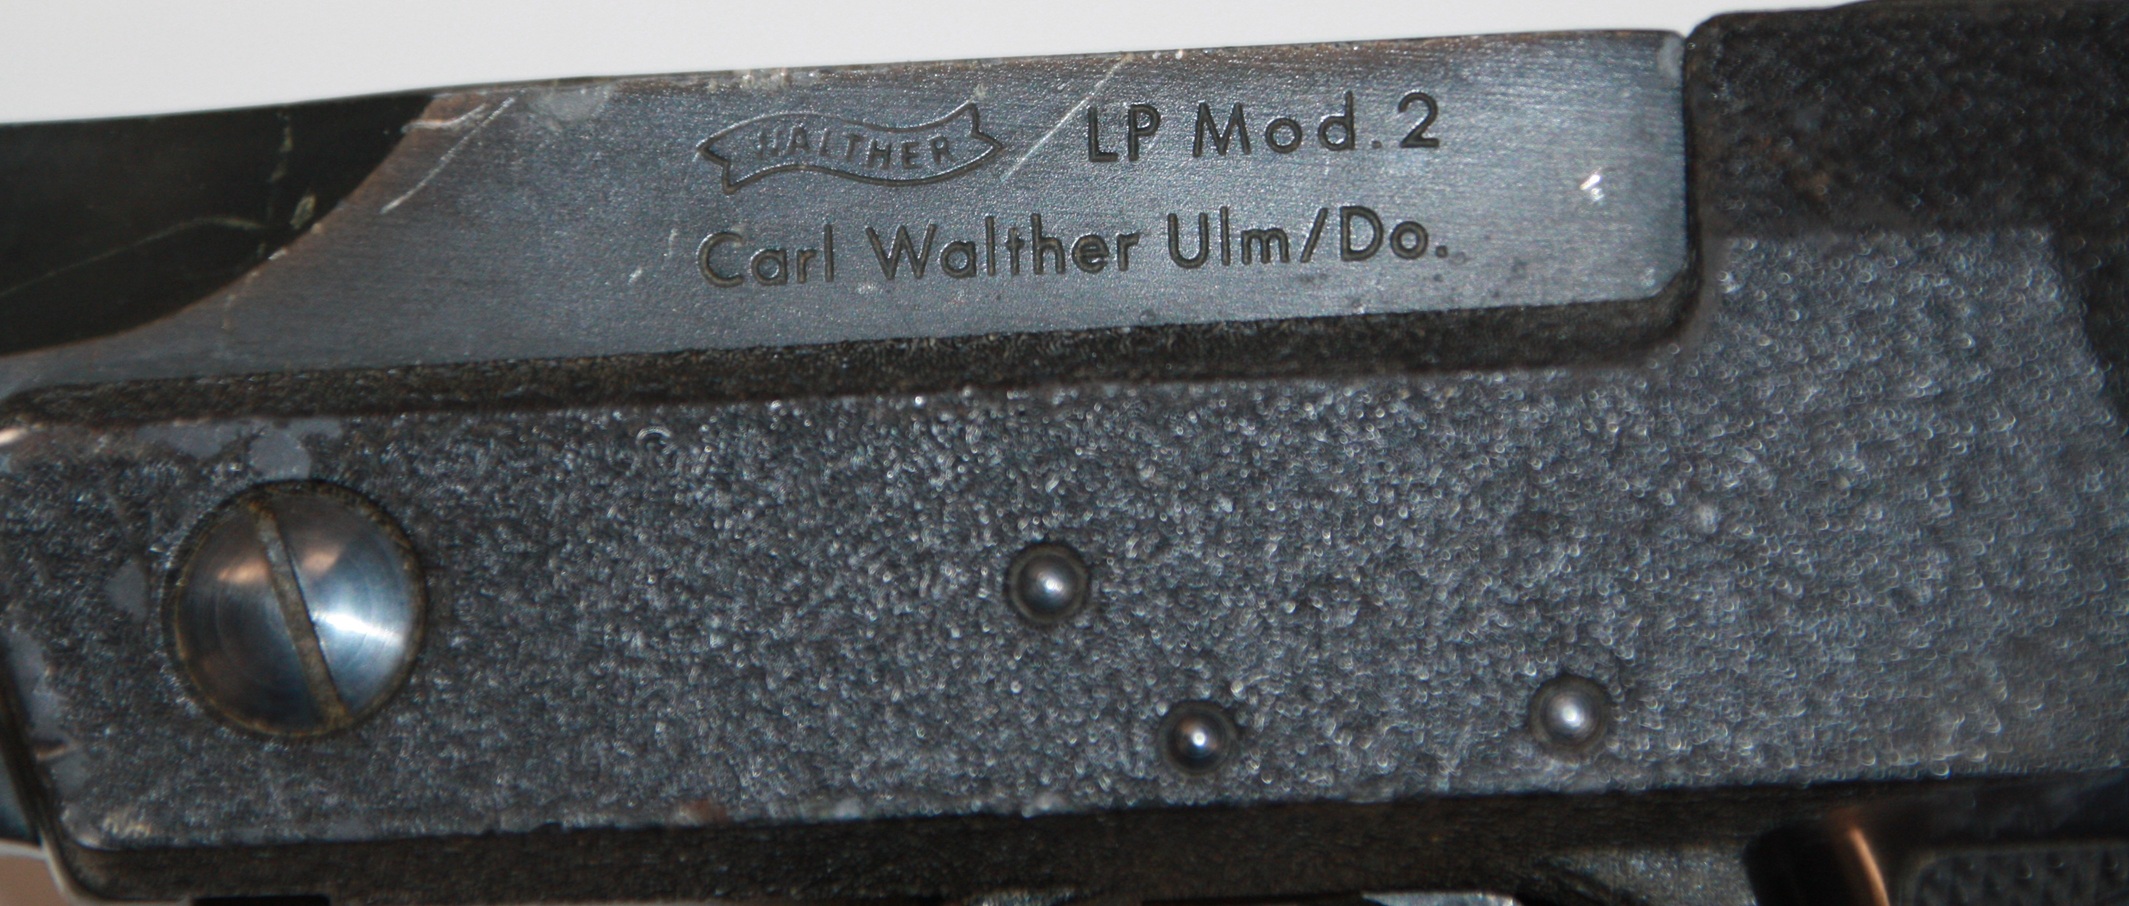 WALTHER LP Mod.2
Carl Walther Ulm/Do.